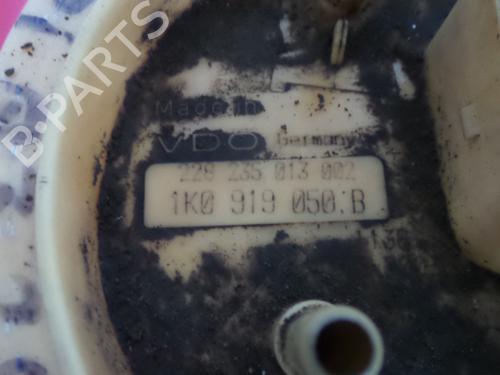 B-PARTS
Made in
VDO Germany
228 235 013 002
1K0 919 050.B